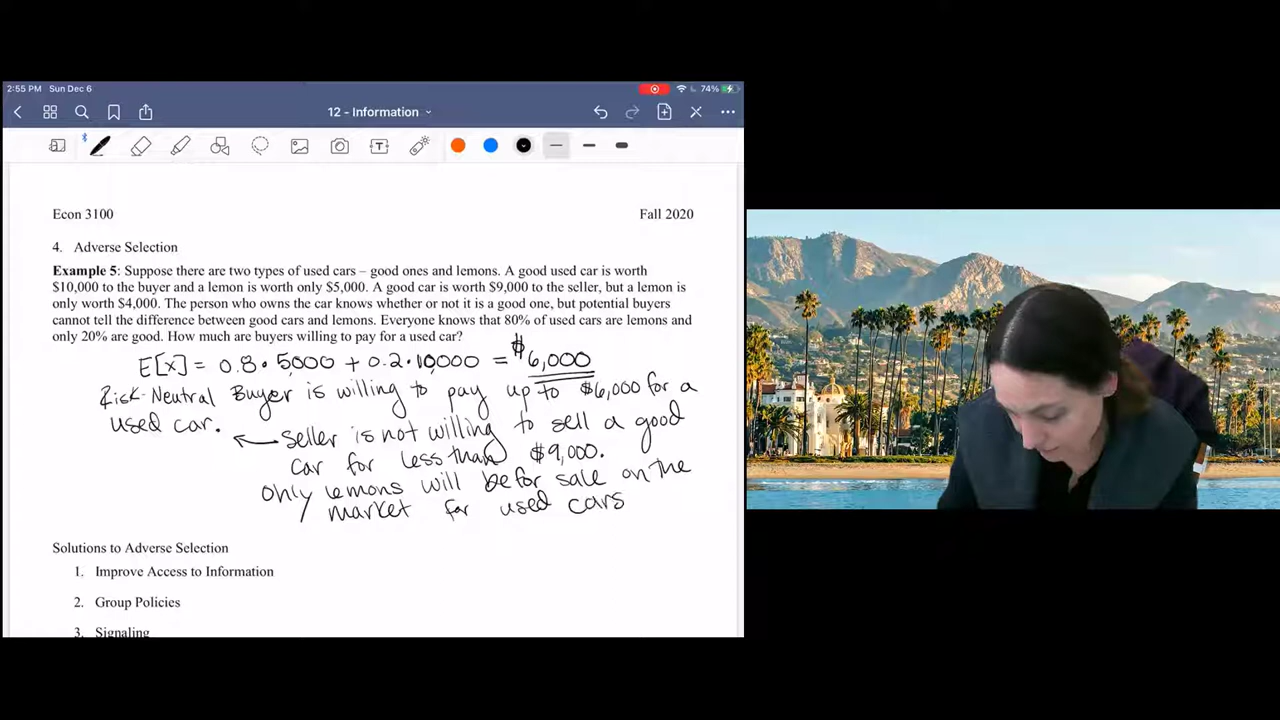 2:55 PM Sun Dec 6
74%
12 - Information
T
Econ 3100
Fall 2020
4. Adverse Selection
Example 5: Suppose there are two types of used cars – good ones and lemons. A good used car is worth
$10,000 to the buyer and a lemon is worth only $5,000. A good car is worth $9,000 to the seller, but a lemon is
only worth $4,000. The person who owns the car knows whether or not it is a good one, but potential buyers
cannot tell the difference between good cars and lemons. Everyone knows that 80% of used cars are lemons and
only 20% are good. How much are buyers willing to pay for a used car?
E[x] = 0.8 • 5,000 + 0.2 • 10,000 = $6,000
Risk-Neutral Buyer is willing to pay up to $6,000 for a
used car.
← Seller is not willing to sell a good
car for less than $9,000.
only lemons will be for sale on the
market for used cars
Solutions to Adverse Selection
1. Improve Access to Information
2. Group Policies
3. Signaling